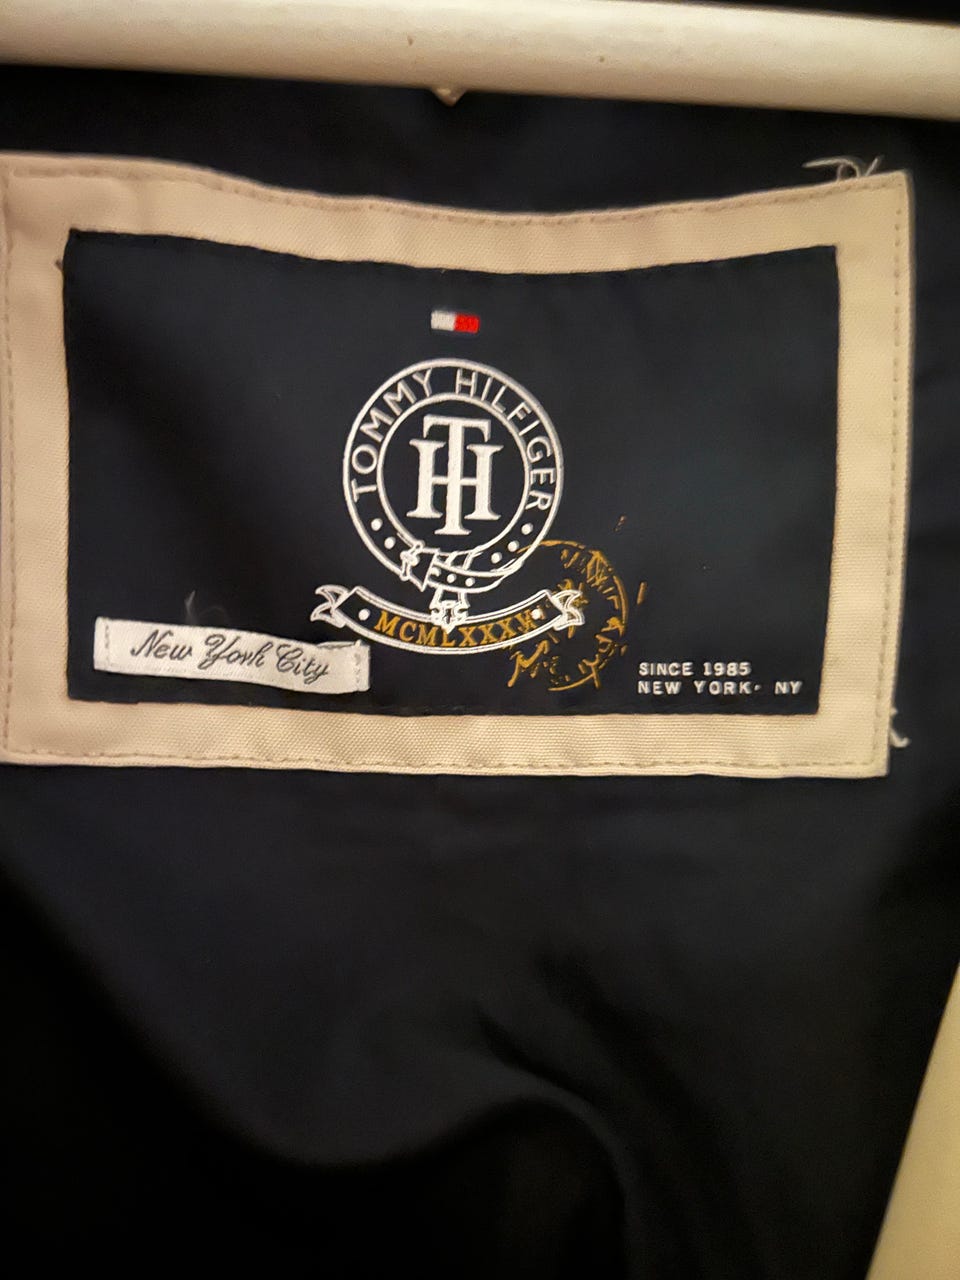 TOMMY HILFIGER
TH
MCMLXXXV
New York City
SINCE 1985
NEW YORK· NY